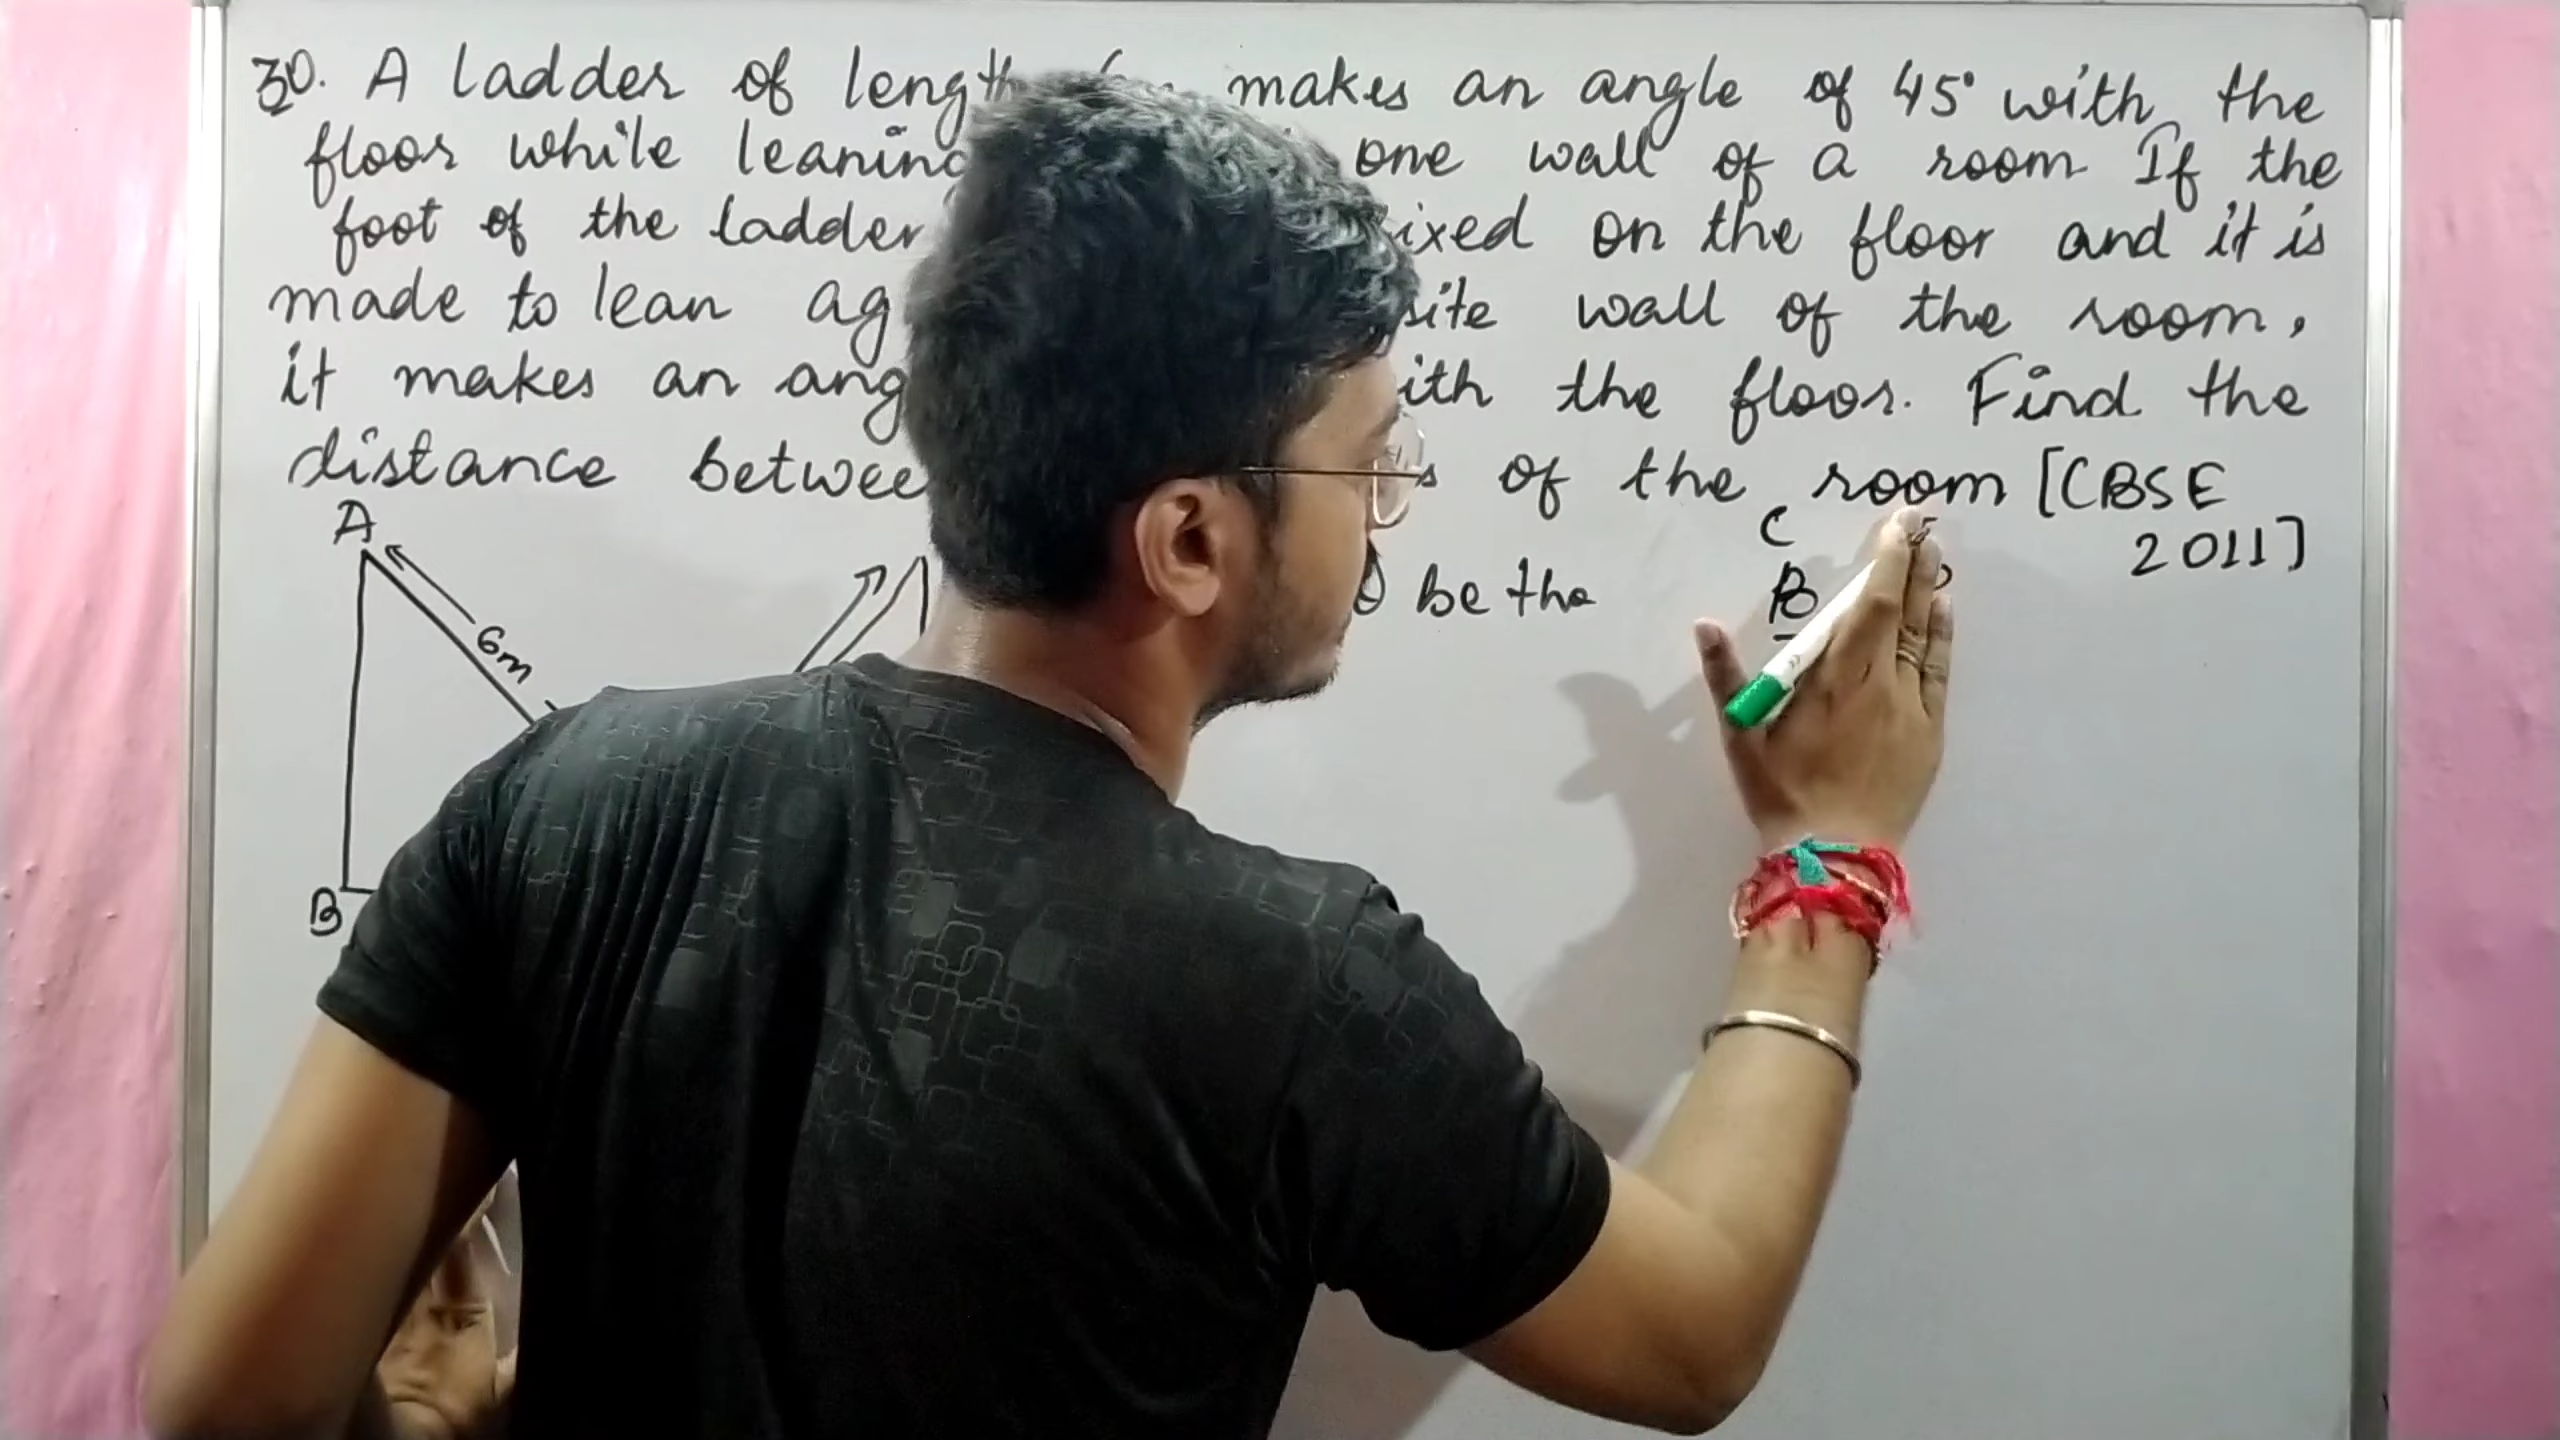 30. A ladder of length makes an angle of 45° with the
floor while leaning one wall of a room If the
foot of the ladder ixed on the floor and it is
made to lean ag site wall of the room,
it makes an ang ith the floor. Find the
distance betwee s of the room [CBSE
2011]
A
C
be the
B
6m
B